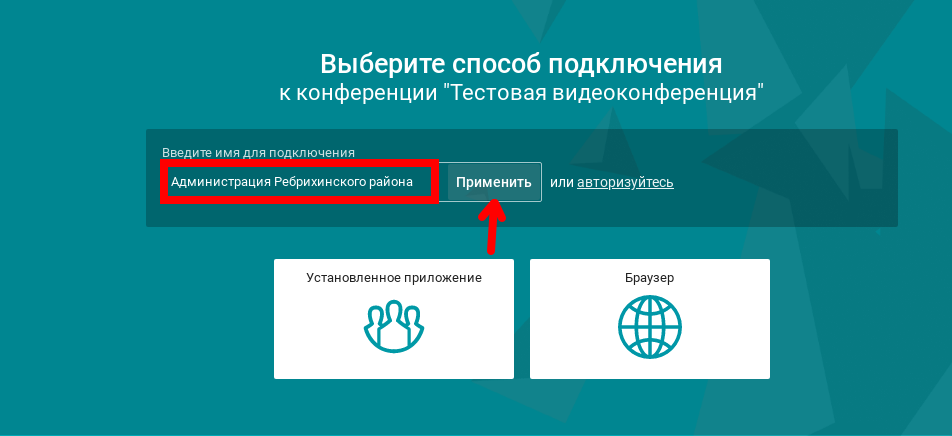 Выберите способ подключения
к конференции "Тестовая видеоконференция"
Введите имя для подключения
Администрация Ребрихинского района
Применить или авторизуйтесь
Установленное приложение
Браузер